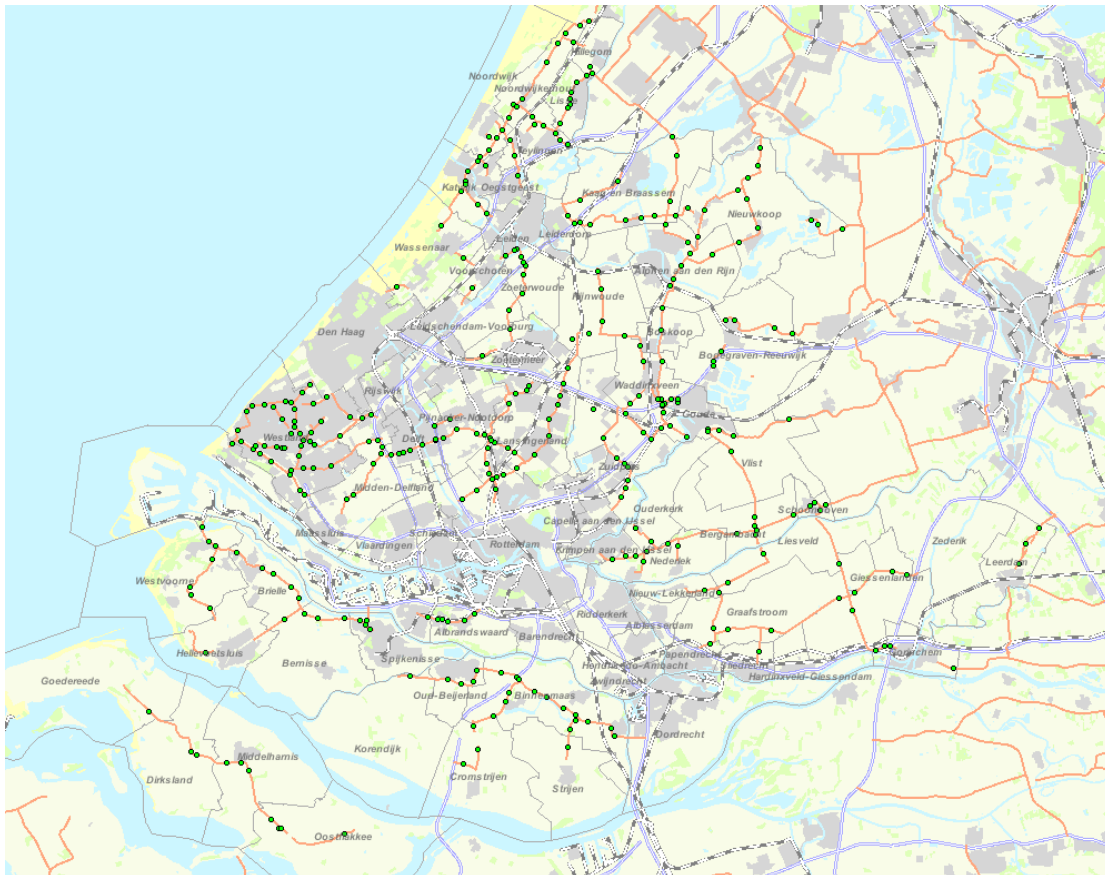 Hillegom
Noordwijk
Noordwijkerhout
Lisse
Teylingen
Katwijk
Oegstgeest
Kaag en Braassem
Nieuwkoop
Leiderdorp
Leiden
Wassenaar
Voorschoten
Alphen aan den Rijn
Zoeterwoude
Rijnwoude
Den Haag
Leidschendam-Voorburg
Boskoop
Zoetermeer
Bodegraven-Reeuwijk
Rijswijk
Waddinxveen
Pijnacker-Nootdorp
Gouda
Westland
Delft
Lansingerland
Zuidplas
Vlist
Midden-Delfland
Ouderkerk
Schoonhoven
Capelle aan den IJssel
Maassluis
Schiedam
Bergambacht
Liesveld
Zederik
Vlaardingen
Rotterdam
Krimpen aan den IJssel
Nederlek
Leerdam
Westvoorne
Giessenlanden
Brielle
Nieuw-Lekkerland
Graafstroom
Ridderkerk
Albrandswaard
Alblasserdam
Barendrecht
Hellevoetsluis
Papendrecht
Gorinchem
Bernisse
Spijkenisse
Hendrik-Ido-Ambacht
Sliedrecht
Hardinxveld-Giessendam
Goedereede
Zwijndrecht
Oud-Beijerland
Binnenmaas
Dordrecht
Korendijk
Middelharnis
Dirksland
Cromstrijen
Strijen
Oostflakkee